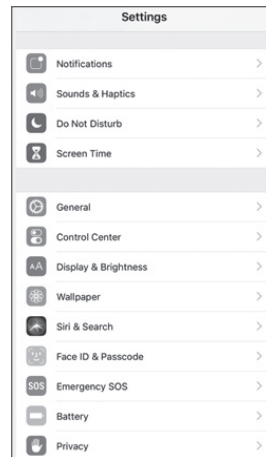 Settings
Notifications
Sounds & Haptics
Do Not Disturb
Screen Time
General
Control Center
AA Display & Brightness
Wallpaper
Siri & Search
Face ID & Passcode
SOS Emergency SOS
Battery
Privacy